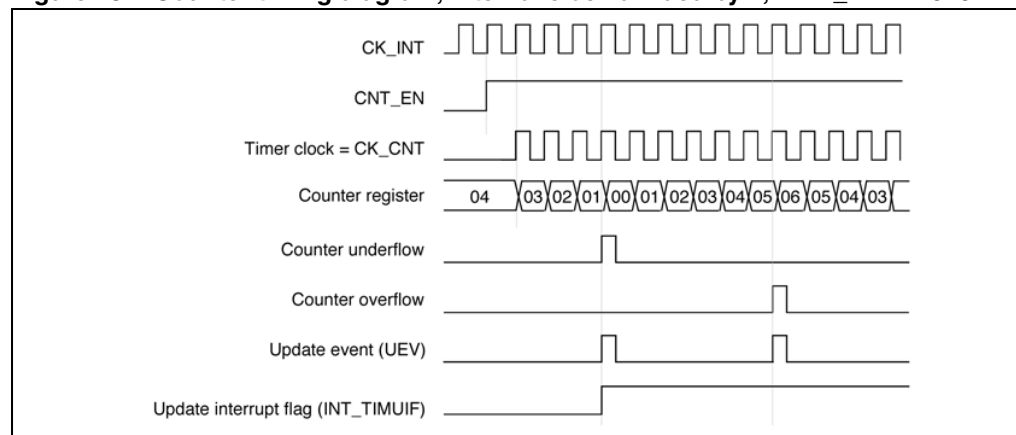 CK_INT
CNT_EN
Timer clock = CK_CNT
Counter register 04 03 02 01 00 01 02 03 04 05 06 05 04 03
Counter underflow
Counter overflow
Update event (UEV)
Update interrupt flag (INT_TIMUIF)